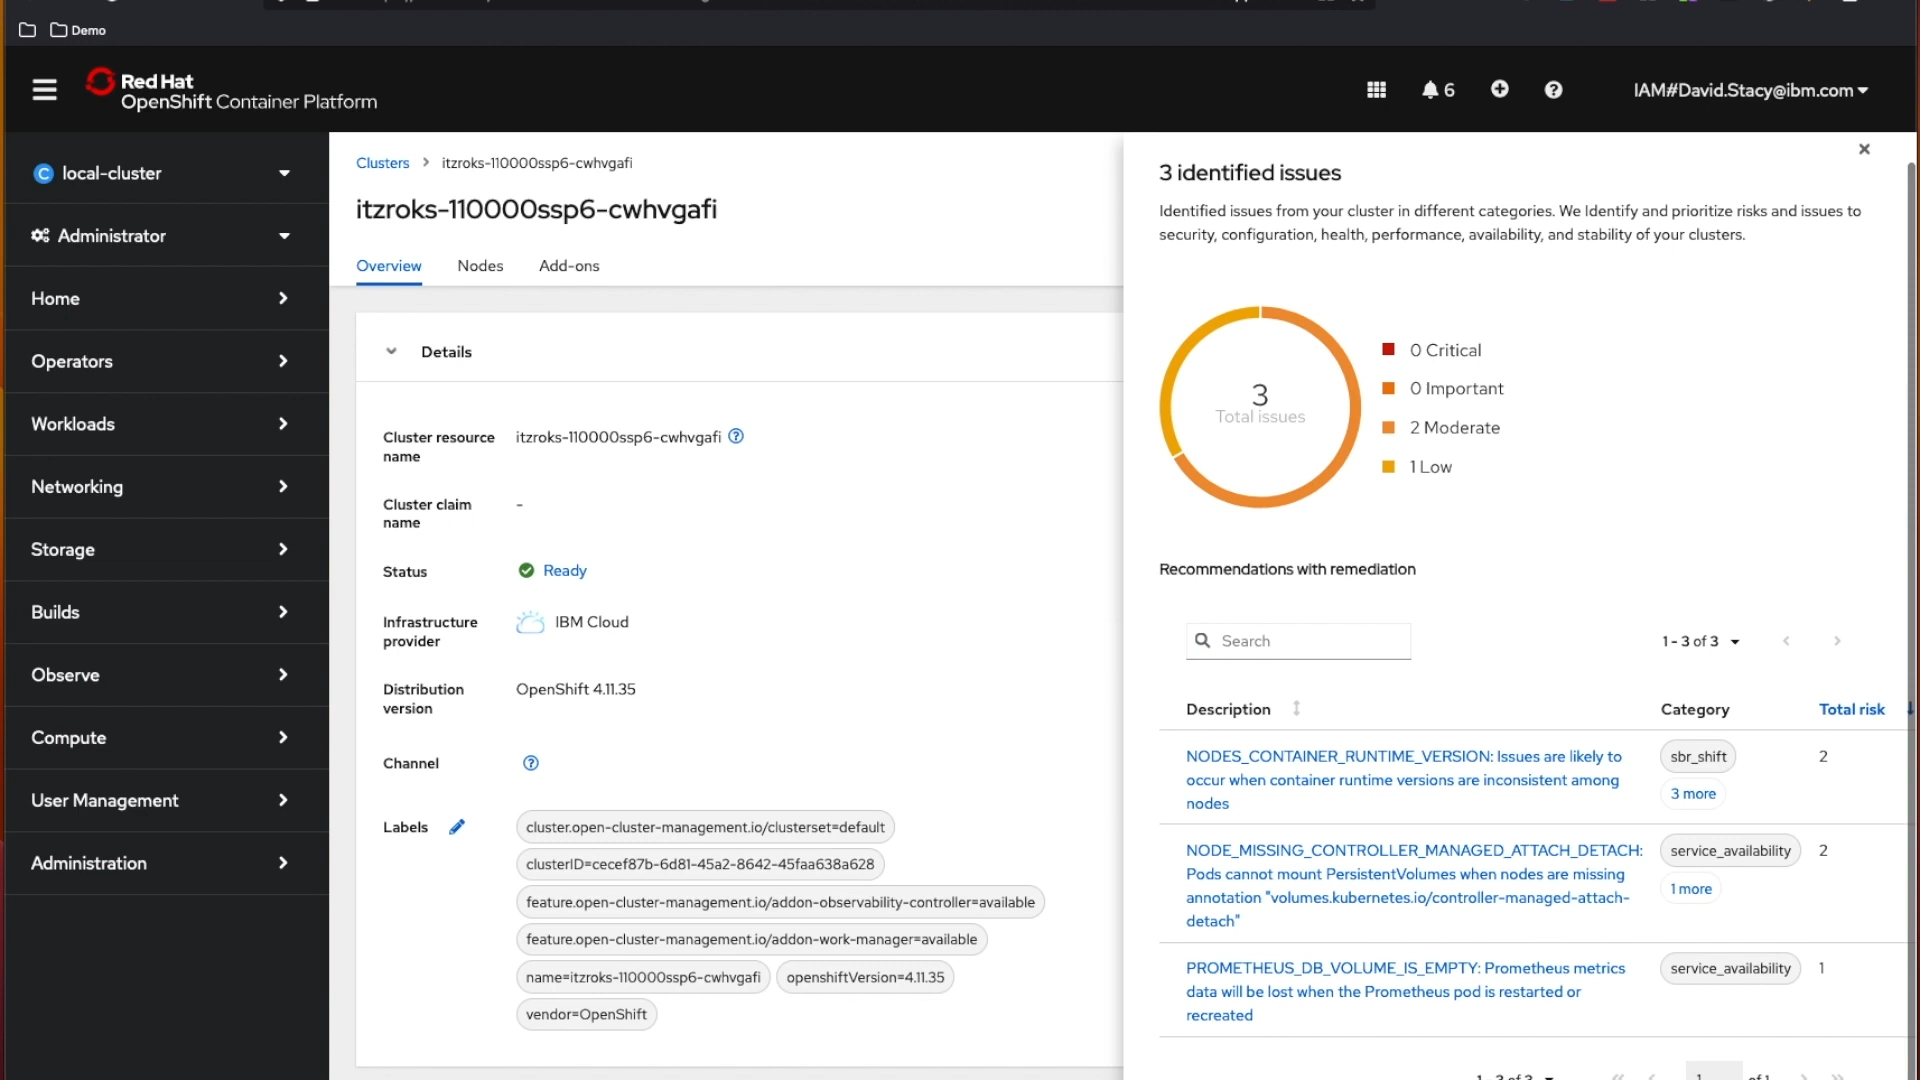 Demo
Red Hat
OpenShift Container Platform
6
IAM#David.Stacy@ibm.com
C local-cluster
Administrator
Home
Operators
Workloads
Networking
Storage
Builds
Observe
Compute
User Management
Administration
Clusters > itzroks-110000ssp6-cwhvgafi
itzroks-110000ssp6-cwhvgafi
Overview Nodes Add-ons
Details
Cluster resource name
itzroks-110000ssp6-cwhvgafi
Cluster claim name
-
Status
Ready
Infrastructure provider
IBM Cloud
Distribution version
OpenShift 4.11.35
Channel
Labels
cluster.open-cluster-management.io/clusterset=default
clusterID=cecef87b-6d81-45a2-8642-45faa638a628
feature.open-cluster-management.io/addon-observability-controller=available
feature.open-cluster-management.io/addon-work-manager=available
name=itzroks-110000ssp6-cwhvgafi openshiftVersion=4.11.35
vendor=OpenShift
3 identified issues
Identified issues from your cluster in different categories. We Identify and prioritize risks and issues to
security, configuration, health, performance, availability, and stability of your clusters.
3
Total issues
0 Critical
0 Important
2 Moderate
1 Low
Recommendations with remediation
Search
1 - 3 of 3
Description Category Total risk
NODES_CONTAINER_RUNTIME_VERSION: Issues are likely to
occur when container runtime versions are inconsistent among
nodes
sbr_shift
3 more
2
NODE_MISSING_CONTROLLER_MANAGED_ATTACH_DETACH:
Pods cannot mount PersistentVolumes when nodes are missing
annotation "volumes.kubernetes.io/controller-managed-attach-
detach"
service_availability
1 more
2
PROMETHEUS_DB_VOLUME_IS_EMPTY: Prometheus metrics
data will be lost when the Prometheus pod is restarted or
recreated
service_availability
1
1 - 3 of 3 1 of 1